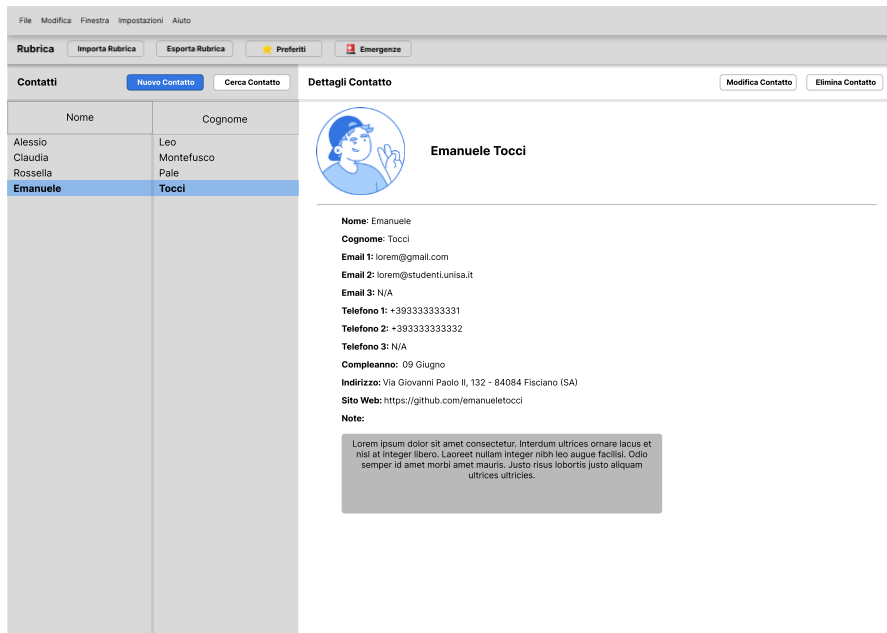 File Modifica Finestra Impostazioni Aiuto
Rubrica Importa Rubrica Esporta Rubrica Preferiti Emergenze
Contatti Nuovo Contatto Cerca Contatto
Nome Cognome
Alessio Leo
Claudia Montefusco
Rossella Pale
Emanuele Tocci
Dettagli Contatto Modifica Contatto Elimina Contatto
Emanuele Tocci
Nome: Emanuele
Cognome: Tocci
Email 1: lorem@gmail.com
Email 2: lorem@studenti.unisa.it
Email 3: N/A
Telefono 1: +393333333331
Telefono 2: +393333333332
Telefono 3: N/A
Compleanno: 09 Giugno
Indirizzo: Via Giovanni Paolo II, 132 - 84084 Fisciano (SA)
Sito Web: https://github.com/emanueletocci
Note:
Lorem ipsum dolor sit amet consectetur. Interdum ultrices ornare lacus et
nisl at integer libero. Laoreet nullam integer nibh leo augue facilisi. Odio
semper id amet morbi amet mauris. Justo risus lobortis justo aliquam
ultrices ultricies.